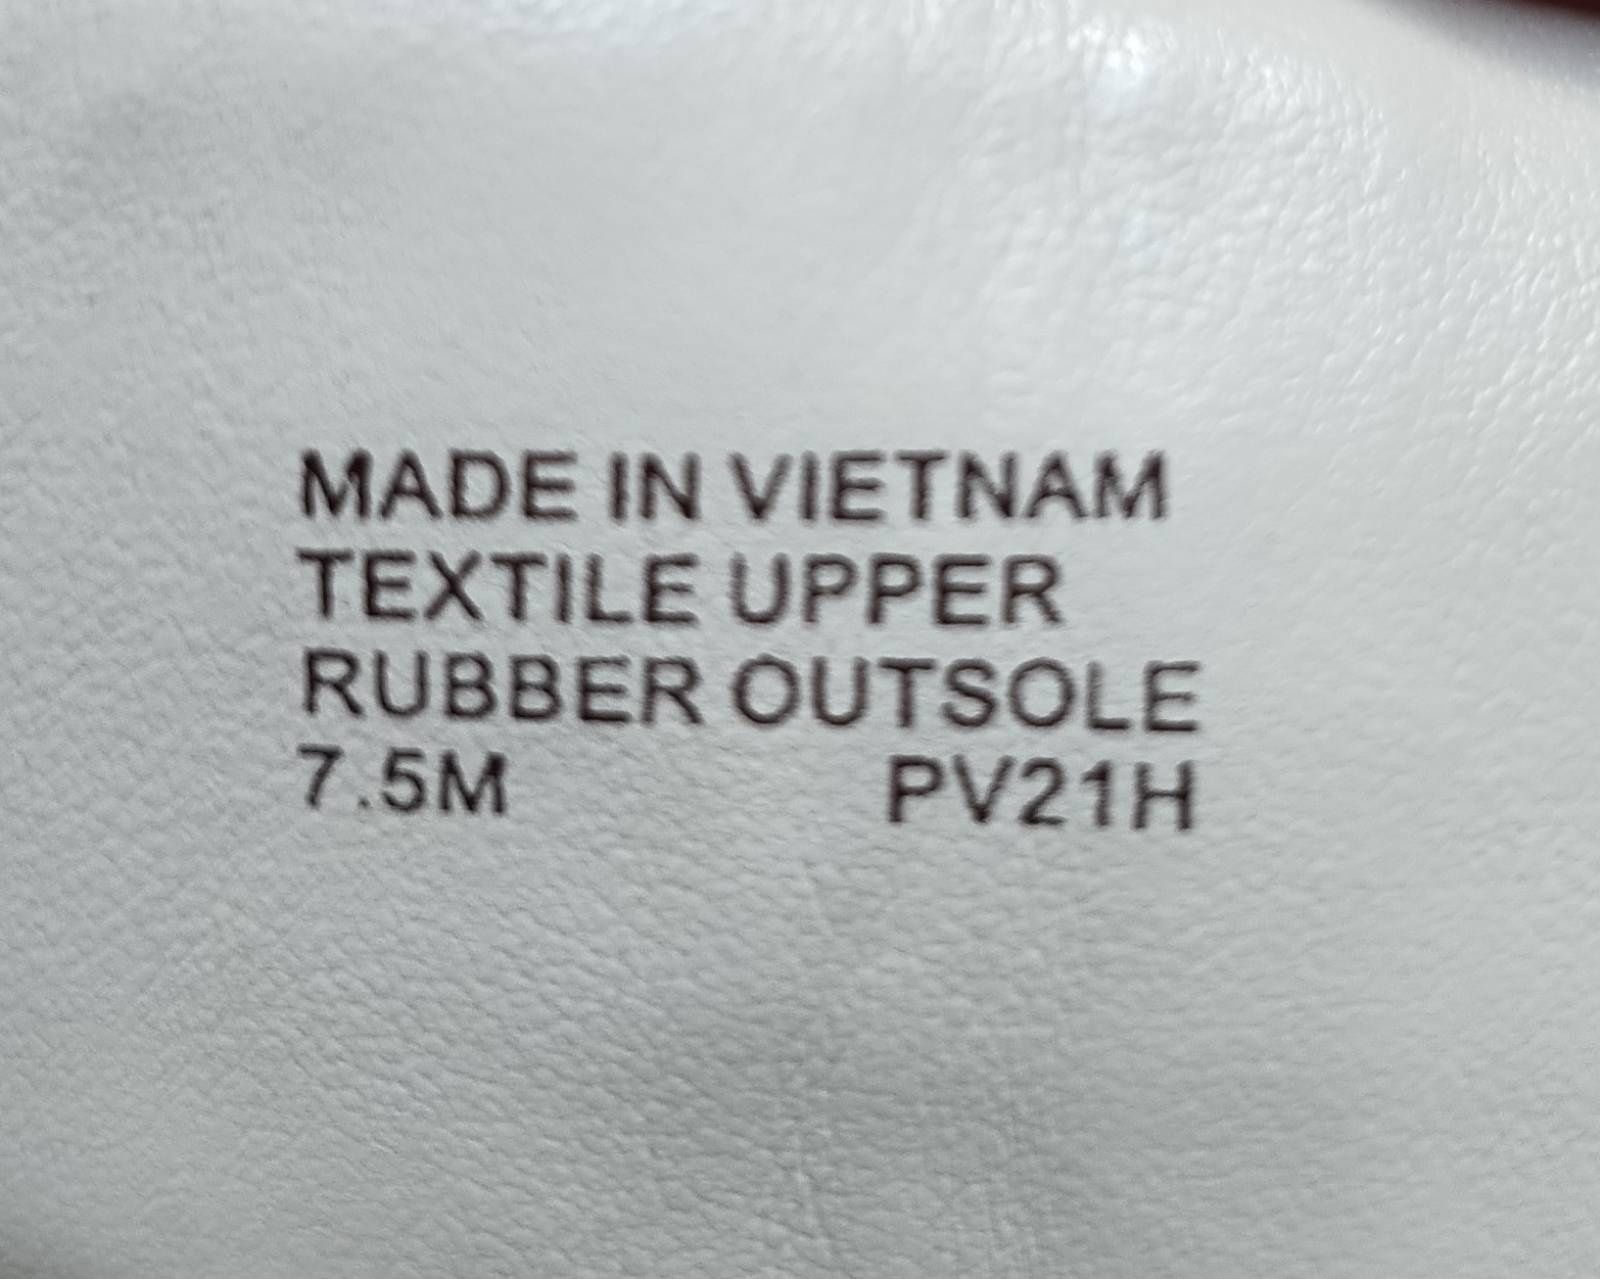 MADE IN VIETNAM
TEXTILE UPPER
RUBBER OUTSOLE
7.5M PV21H